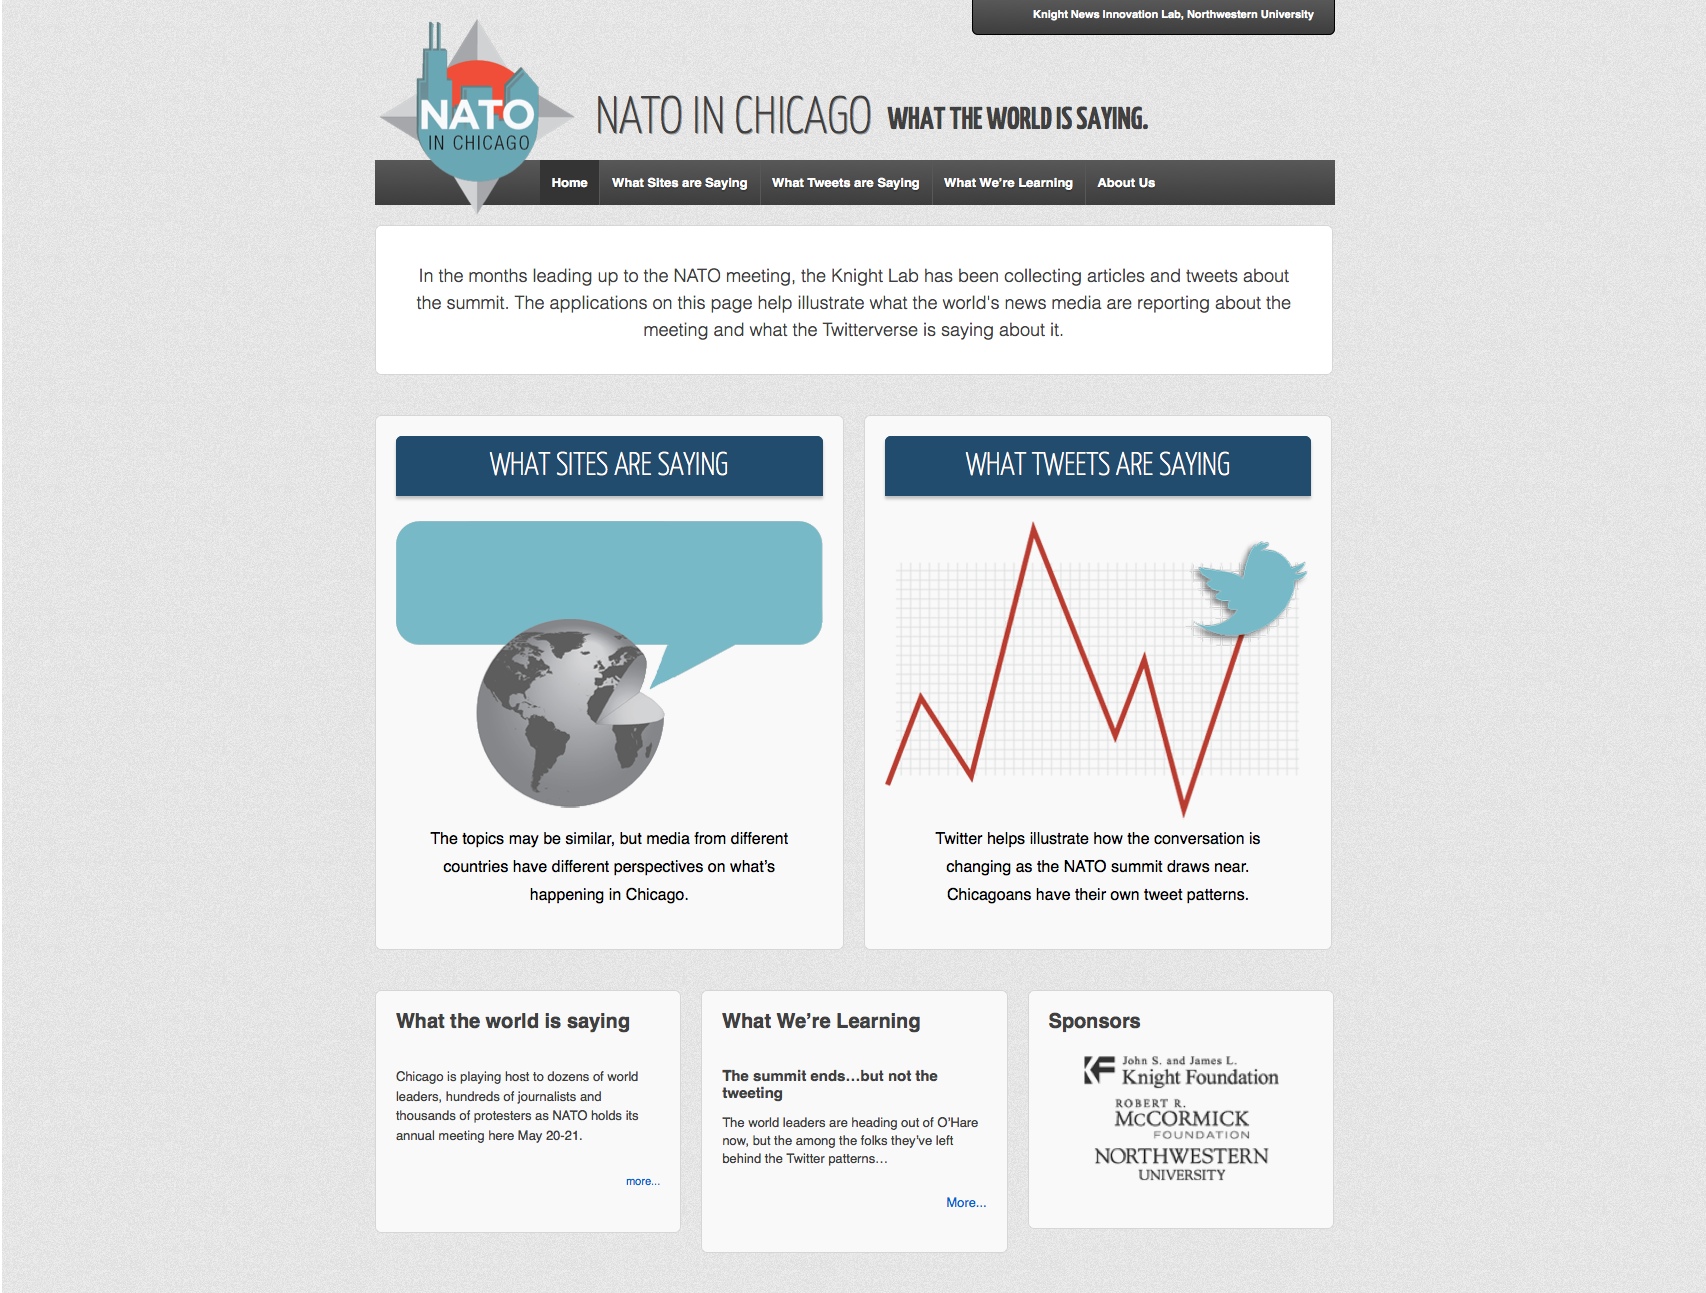 Knight News Innovation Lab, Northwestern University
NATO
IN CHICAGO
NATO IN CHICAGO WHAT THE WORLD IS SAYING.
Home What Sites are Saying What Tweets are Saying What We're Learning About Us
In the months leading up to the NATO meeting, the Knight Lab has been collecting articles and tweets about
the summit. The applications on this page help illustrate what the world's news media are reporting about the
meeting and what the Twitterverse is saying about it.
WHAT SITES ARE SAYING
The topics may be similar, but media from different
countries have different perspectives on what's
happening in Chicago.
WHAT TWEETS ARE SAYING
Twitter helps illustrate how the conversation is
changing as the NATO summit draws near.
Chicagoans have their own tweet patterns.
What the world is saying
Chicago is playing host to dozens of world
leaders, hundreds of journalists and
thousands of protesters as NATO holds its
annual meeting here May 20-21.
more...
What We're Learning
The summit ends…but not the
tweeting
The world leaders are heading out of O'Hare
now, but the among the folks they've left
behind the Twitter patterns…
More...
Sponsors
John S. and James L.
Knight Foundation
ROBERT R.
McCORMICK
FOUNDATION
NORTHWESTERN
UNIVERSITY